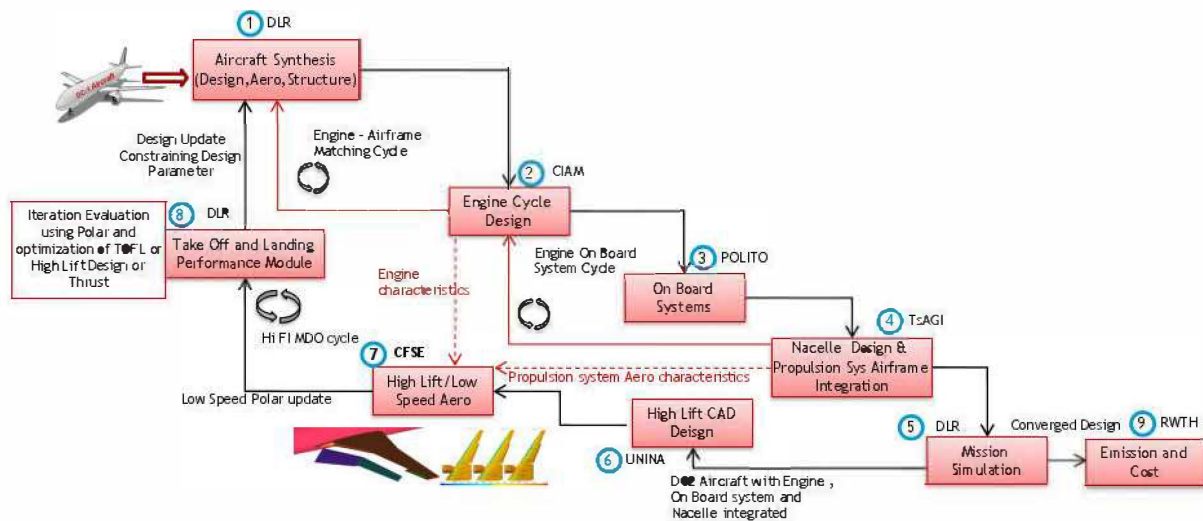 1 DLR
Aircraft Synthesis
(Design,Aero,Structure)
Design Update
Constraining Design
Parameter
Engine - Airframe
Matching Cycle
2 CIAM
Engine Cycle
Design
8 DLR
Iteration Evaluation
using Polar and
optimization of TOFL or
High Lift Design or
Thrust
Take Off and Landing
Performance Module
Engine On Board
System Cycle
3 POLITO
On Board
Systems
Engine
characteristics
4 TsAGI
Nacelle Design &
Propulsion Sys Airframe
Integration
Hi FI MDO cycle
7 CFSE
High Lift/Low
Speed Aero
Propulsion system Aero characteristics
Low Speed Polar update
High Lift CAD
Deisgn
6 UNINA
5 DLR
Mission
Simulation
Converged Design
9 RWTH
Emission and
Cost
Aircraft with Engine ,
On Board system and
Nacelle integrated